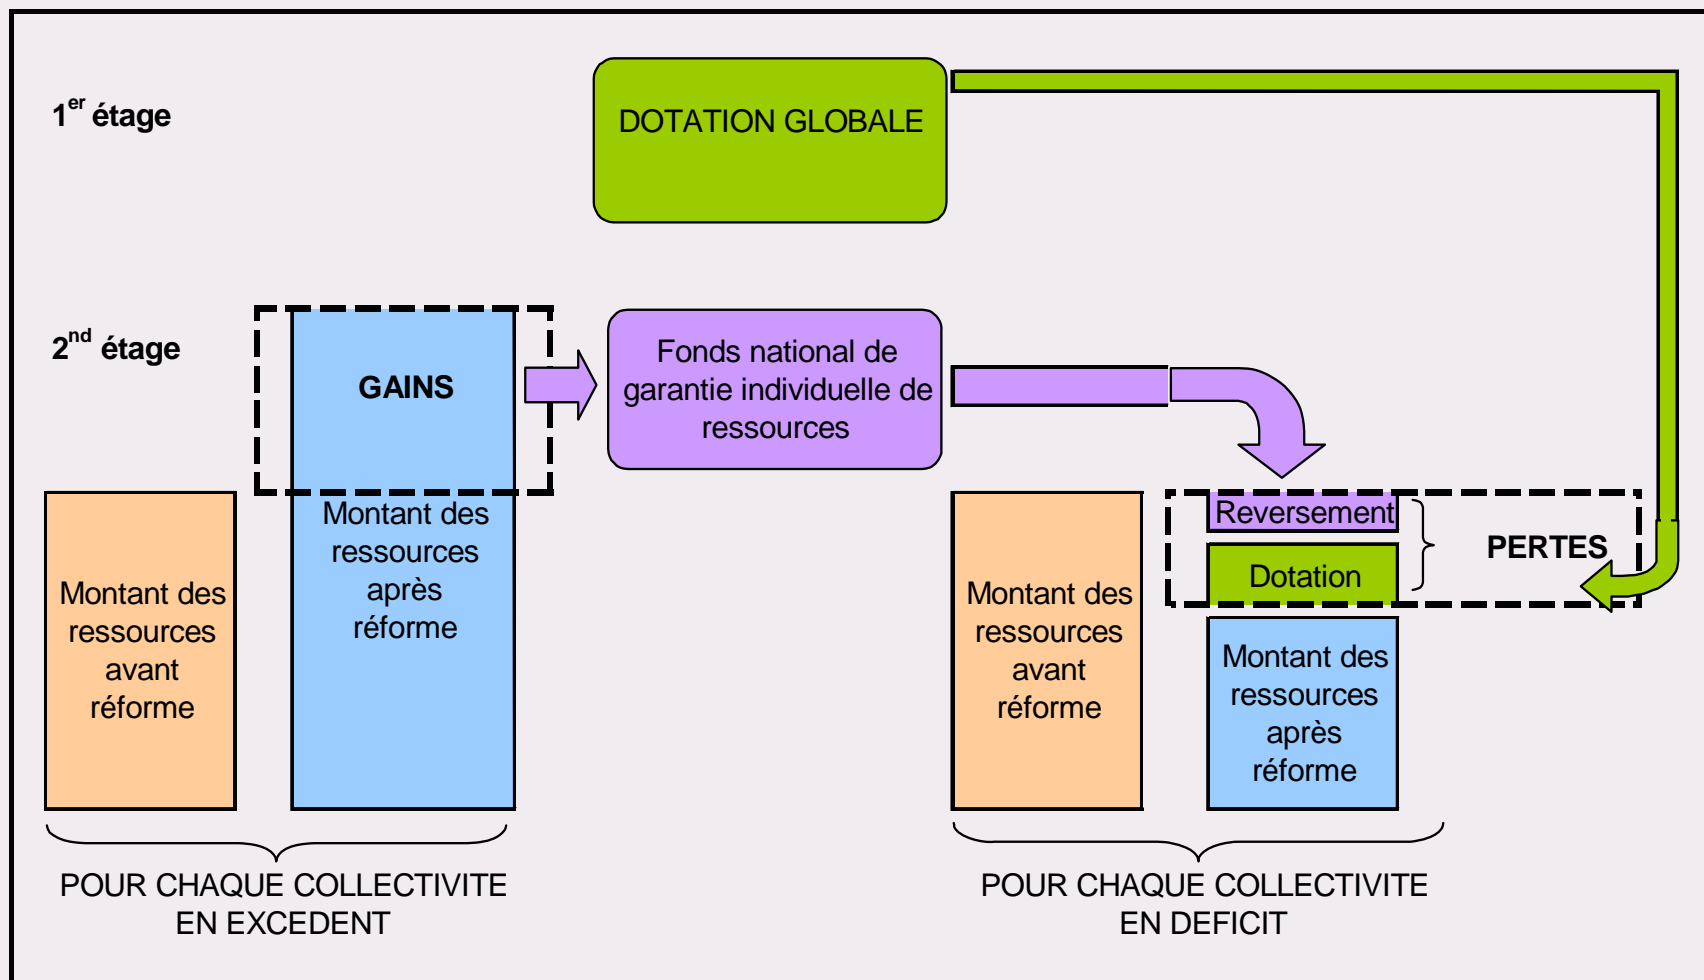 1er étage
DOTATION GLOBALE
2nd étage
GAINS
Fonds national de
garantie individuelle de
ressources
Montant des
ressources
avant
réforme
Montant des
ressources
après
réforme
Montant des
ressources
avant
réforme
Reversement
Dotation
PERTES
Montant des
ressources
après
réforme
POUR CHAQUE COLLECTIVITE
EN EXCEDENT
POUR CHAQUE COLLECTIVITE
EN DEFICIT